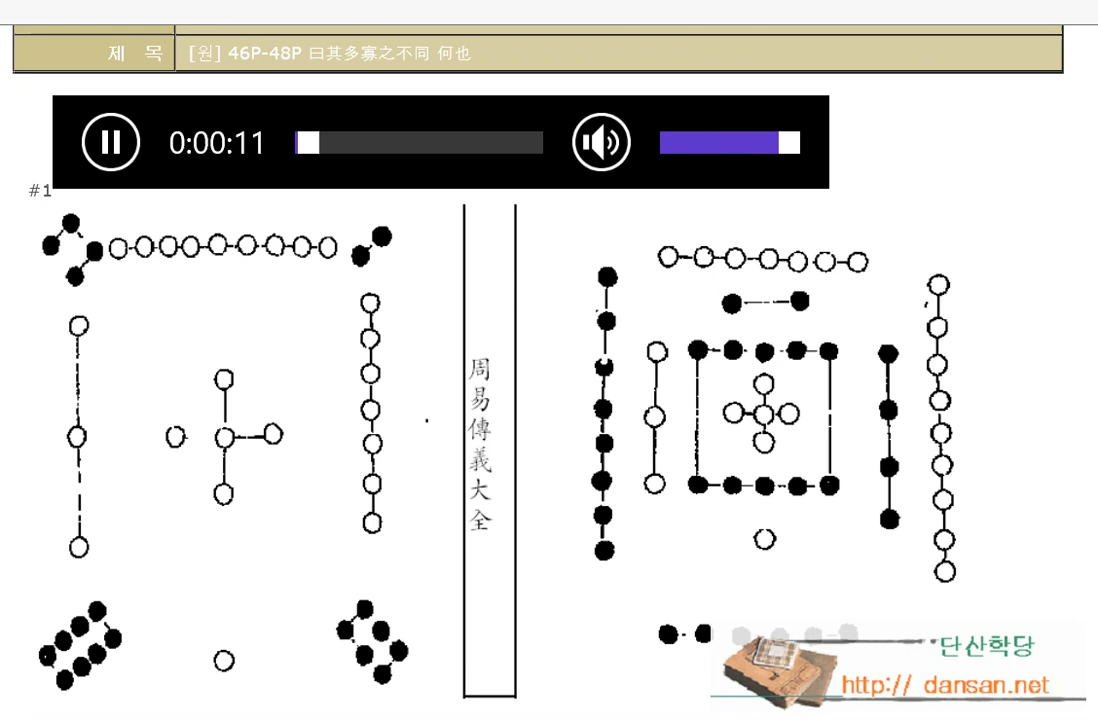 제 목
[원] 46P-48P 曰其多寡之不同 何也
0:00:11
#1
周易傳義大全
단산학당
http:// dansan.net